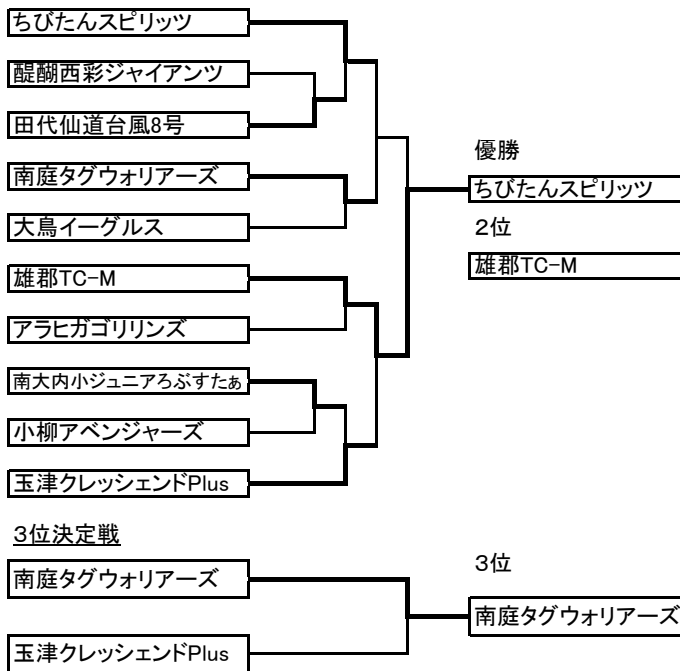 ちびたんスピリッツ
醍醐西彩ジャイアンツ
田代仙道台風8号
南庭タグウォリアーズ
大鳥イーグルス
雄郡TC-M
アラヒガゴリリンズ
南大内小ジュニアろぶすたぁ
小柳アベンジャーズ
玉津クレッシェンドPlus
優勝
ちびたんスピリッツ
2位
雄郡TC-M
3位決定戦
南庭タグウォリアーズ
玉津クレッシェンドPlus
3位
南庭タグウォリアーズ